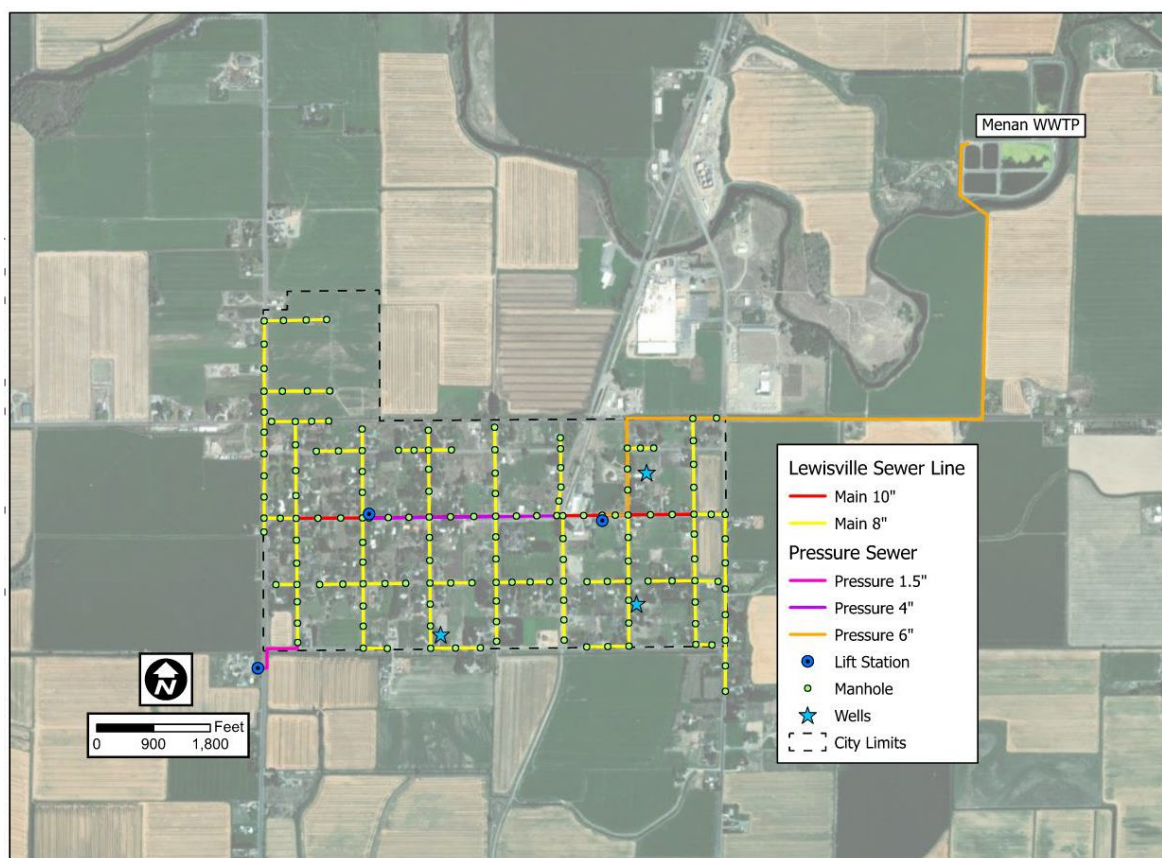 Menan WWTP
Lewisville Sewer Line
Main 10"
Main 8"
Pressure Sewer
Pressure 1.5"
Pressure 4"
Pressure 6"
Lift Station
Manhole
Wells
City Limits
N
Feet
0 900 1,800